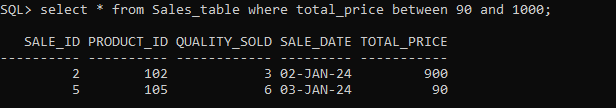 SQL> select * from Sales_table where total_price between 90 and 1000;
SALE_ID PRODUCT_ID QUALITY_SOLD SALE_DATE TOTAL_PRICE
---------- ---------- ------------ --------- -----------
2 102 3 02-JAN-24 900
5 105 6 03-JAN-24 90